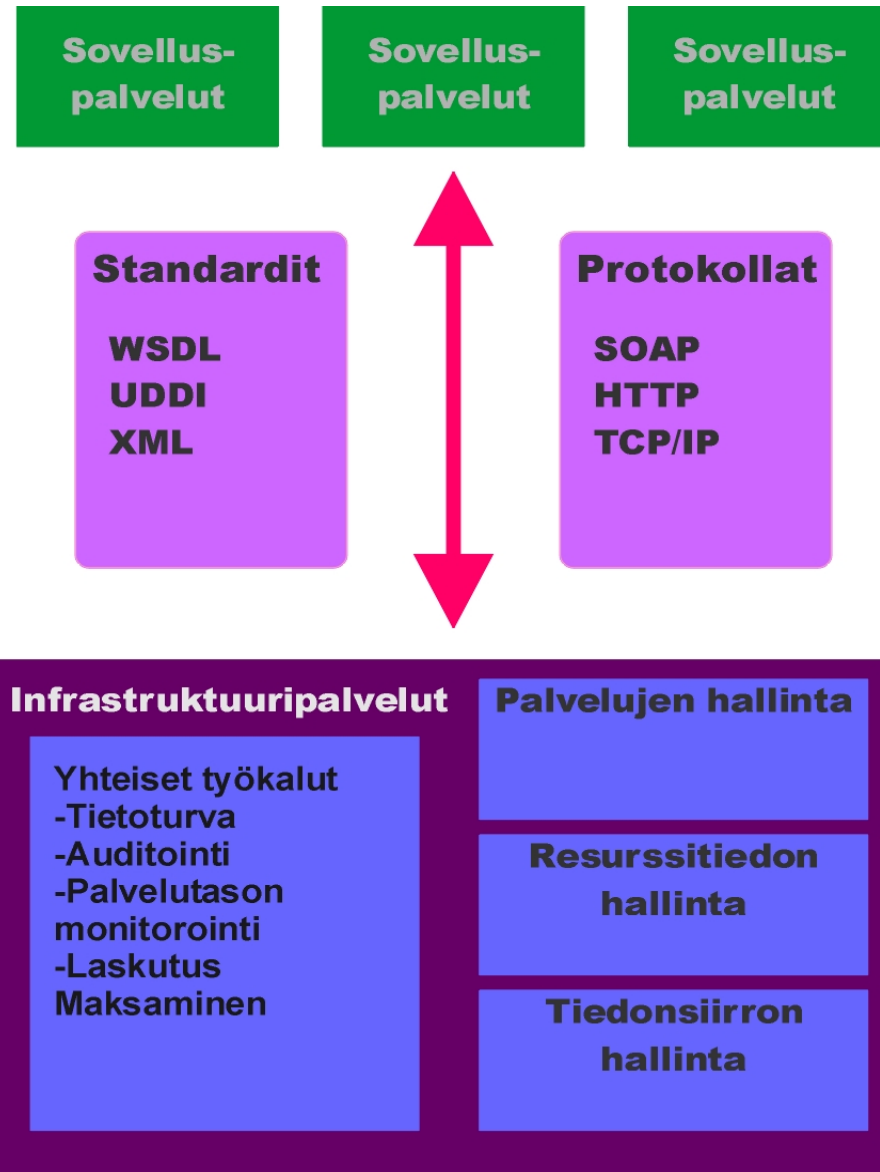 Sovellus-
palvelut
Sovellus-
palvelut
Sovellus-
palvelut
Standardit
WSDL
UDDI
XML
Protokollat
SOAP
HTTP
TCP/IP
Infrastruktuuripalvelut
Yhteiset työkalut
-Tietoturva
-Auditointi
-Palvelutason
monitorointi
-Laskutus
Maksaminen
Palvelujen hallinta
Resurssitiedon
hallinta
Tiedonsiirron
hallinta